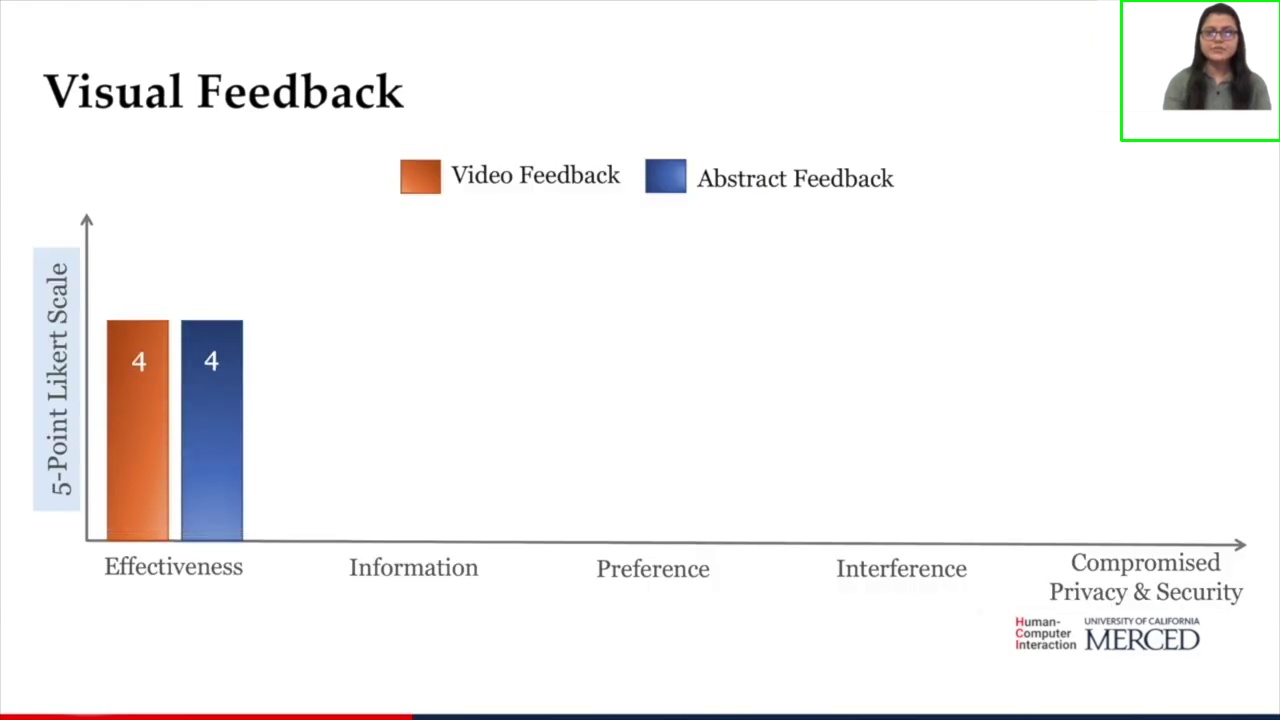 Visual Feedback
Video Feedback
Abstract Feedback
5-Point Likert Scale
4
4
Effectiveness
Information
Preference
Interference
Compromised
Privacy & Security
Human-
Computer
Interaction
UNIVERSITY OF CALIFORNIA
MERCED